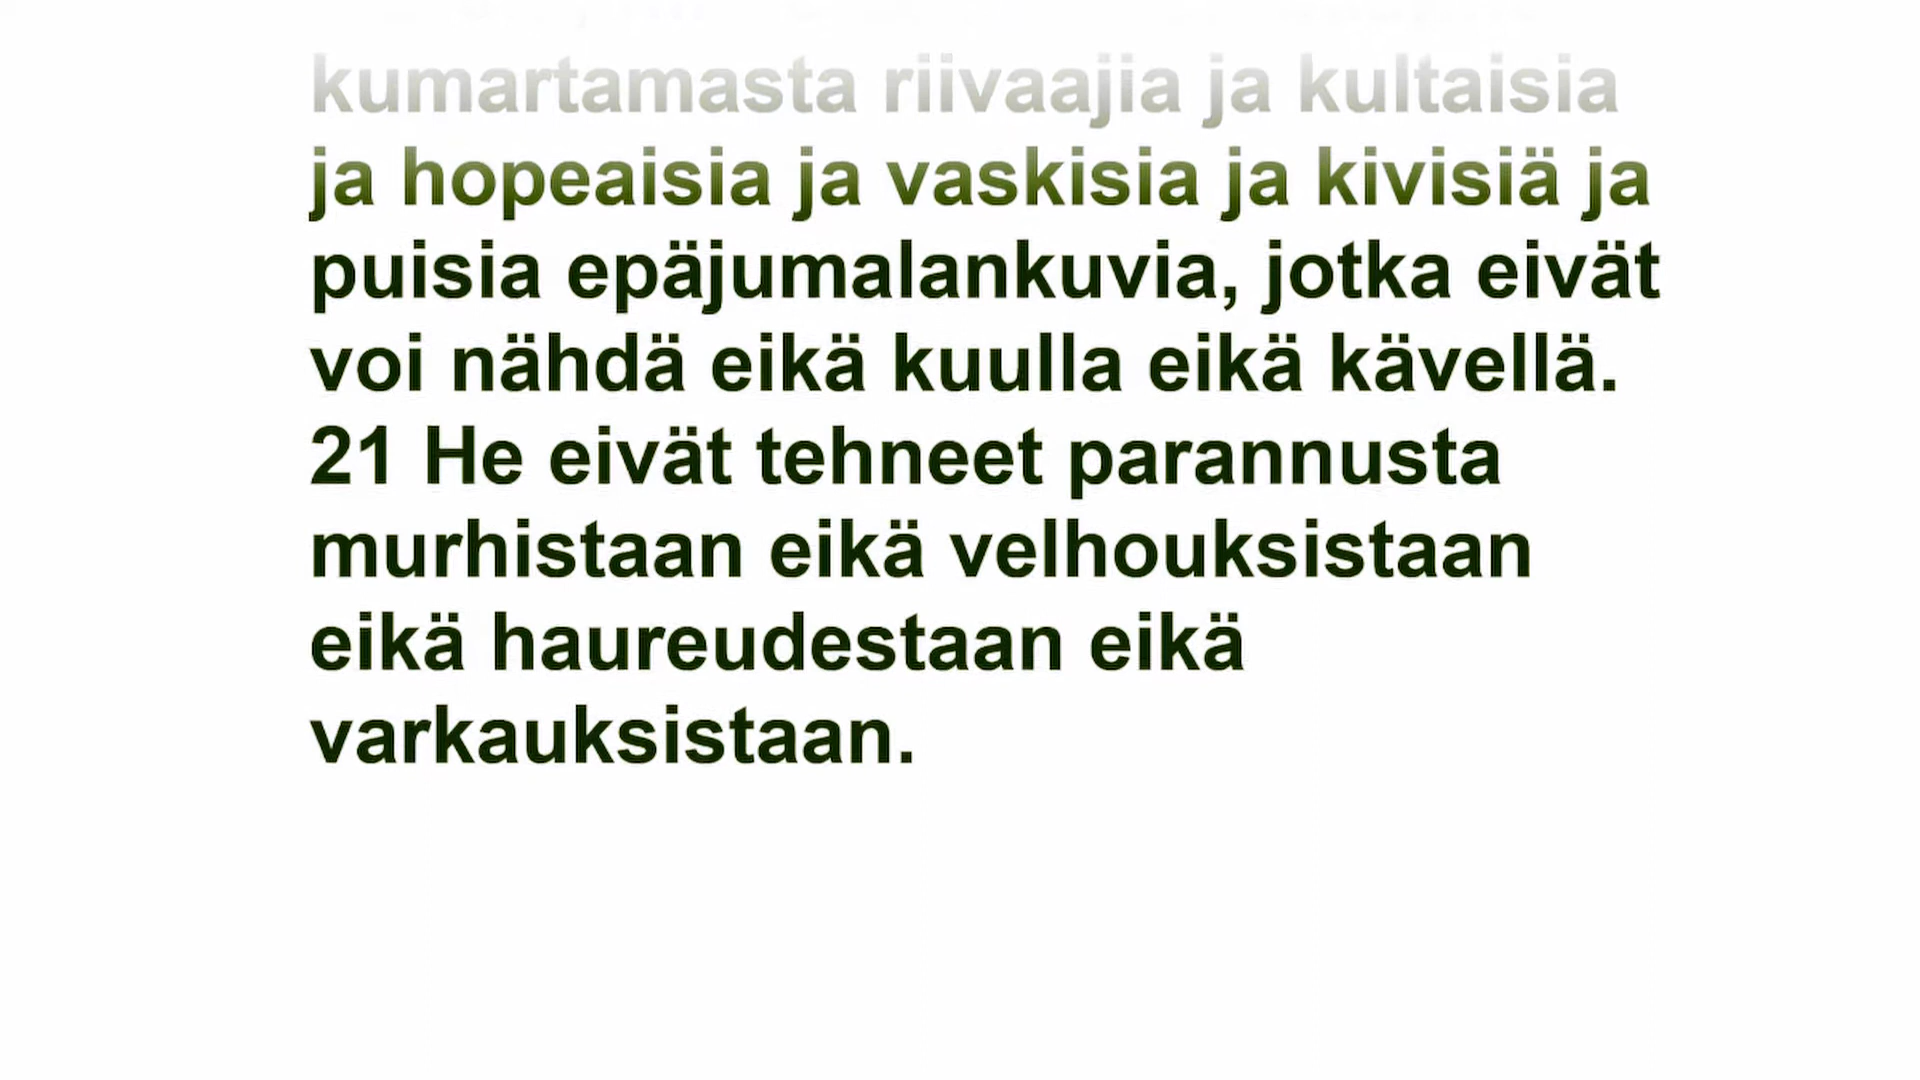 kumartamasta riivaajia ja kultaisia
ja hopeaisia ja vaskisia ja kivisiä ja
puisia epäjumalankuvia, jotka eivät
voi nähdä eikä kuulla eikä kävellä.
21 He eivät tehneet parannusta
murhistaan eikä velhouksistaan
eikä haureudestaan eikä
varkauksistaan.